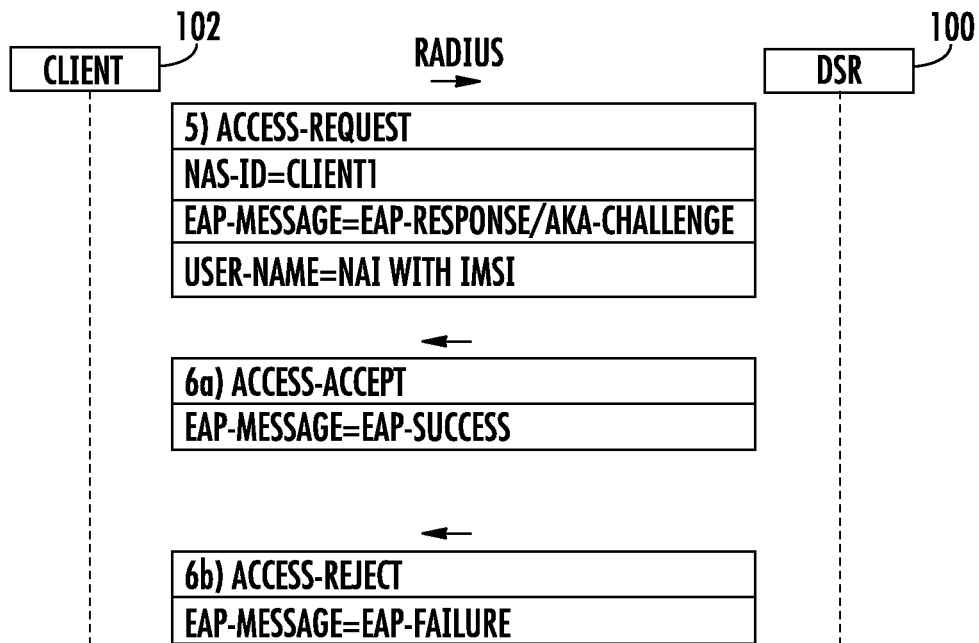 102
100
CLIENT
RADIUS
DSR
5) ACCESS-REQUEST
NAS-ID=CLIENT1
EAP-MESSAGE=EAP-RESPONSE/AKA-CHALLENGE
USER-NAME=NAI WITH IMSI
6a) ACCESS-ACCEPT
EAP-MESSAGE=EAP-SUCCESS
6b) ACCESS-REJECT
EAP-MESSAGE=EAP-FAILURE